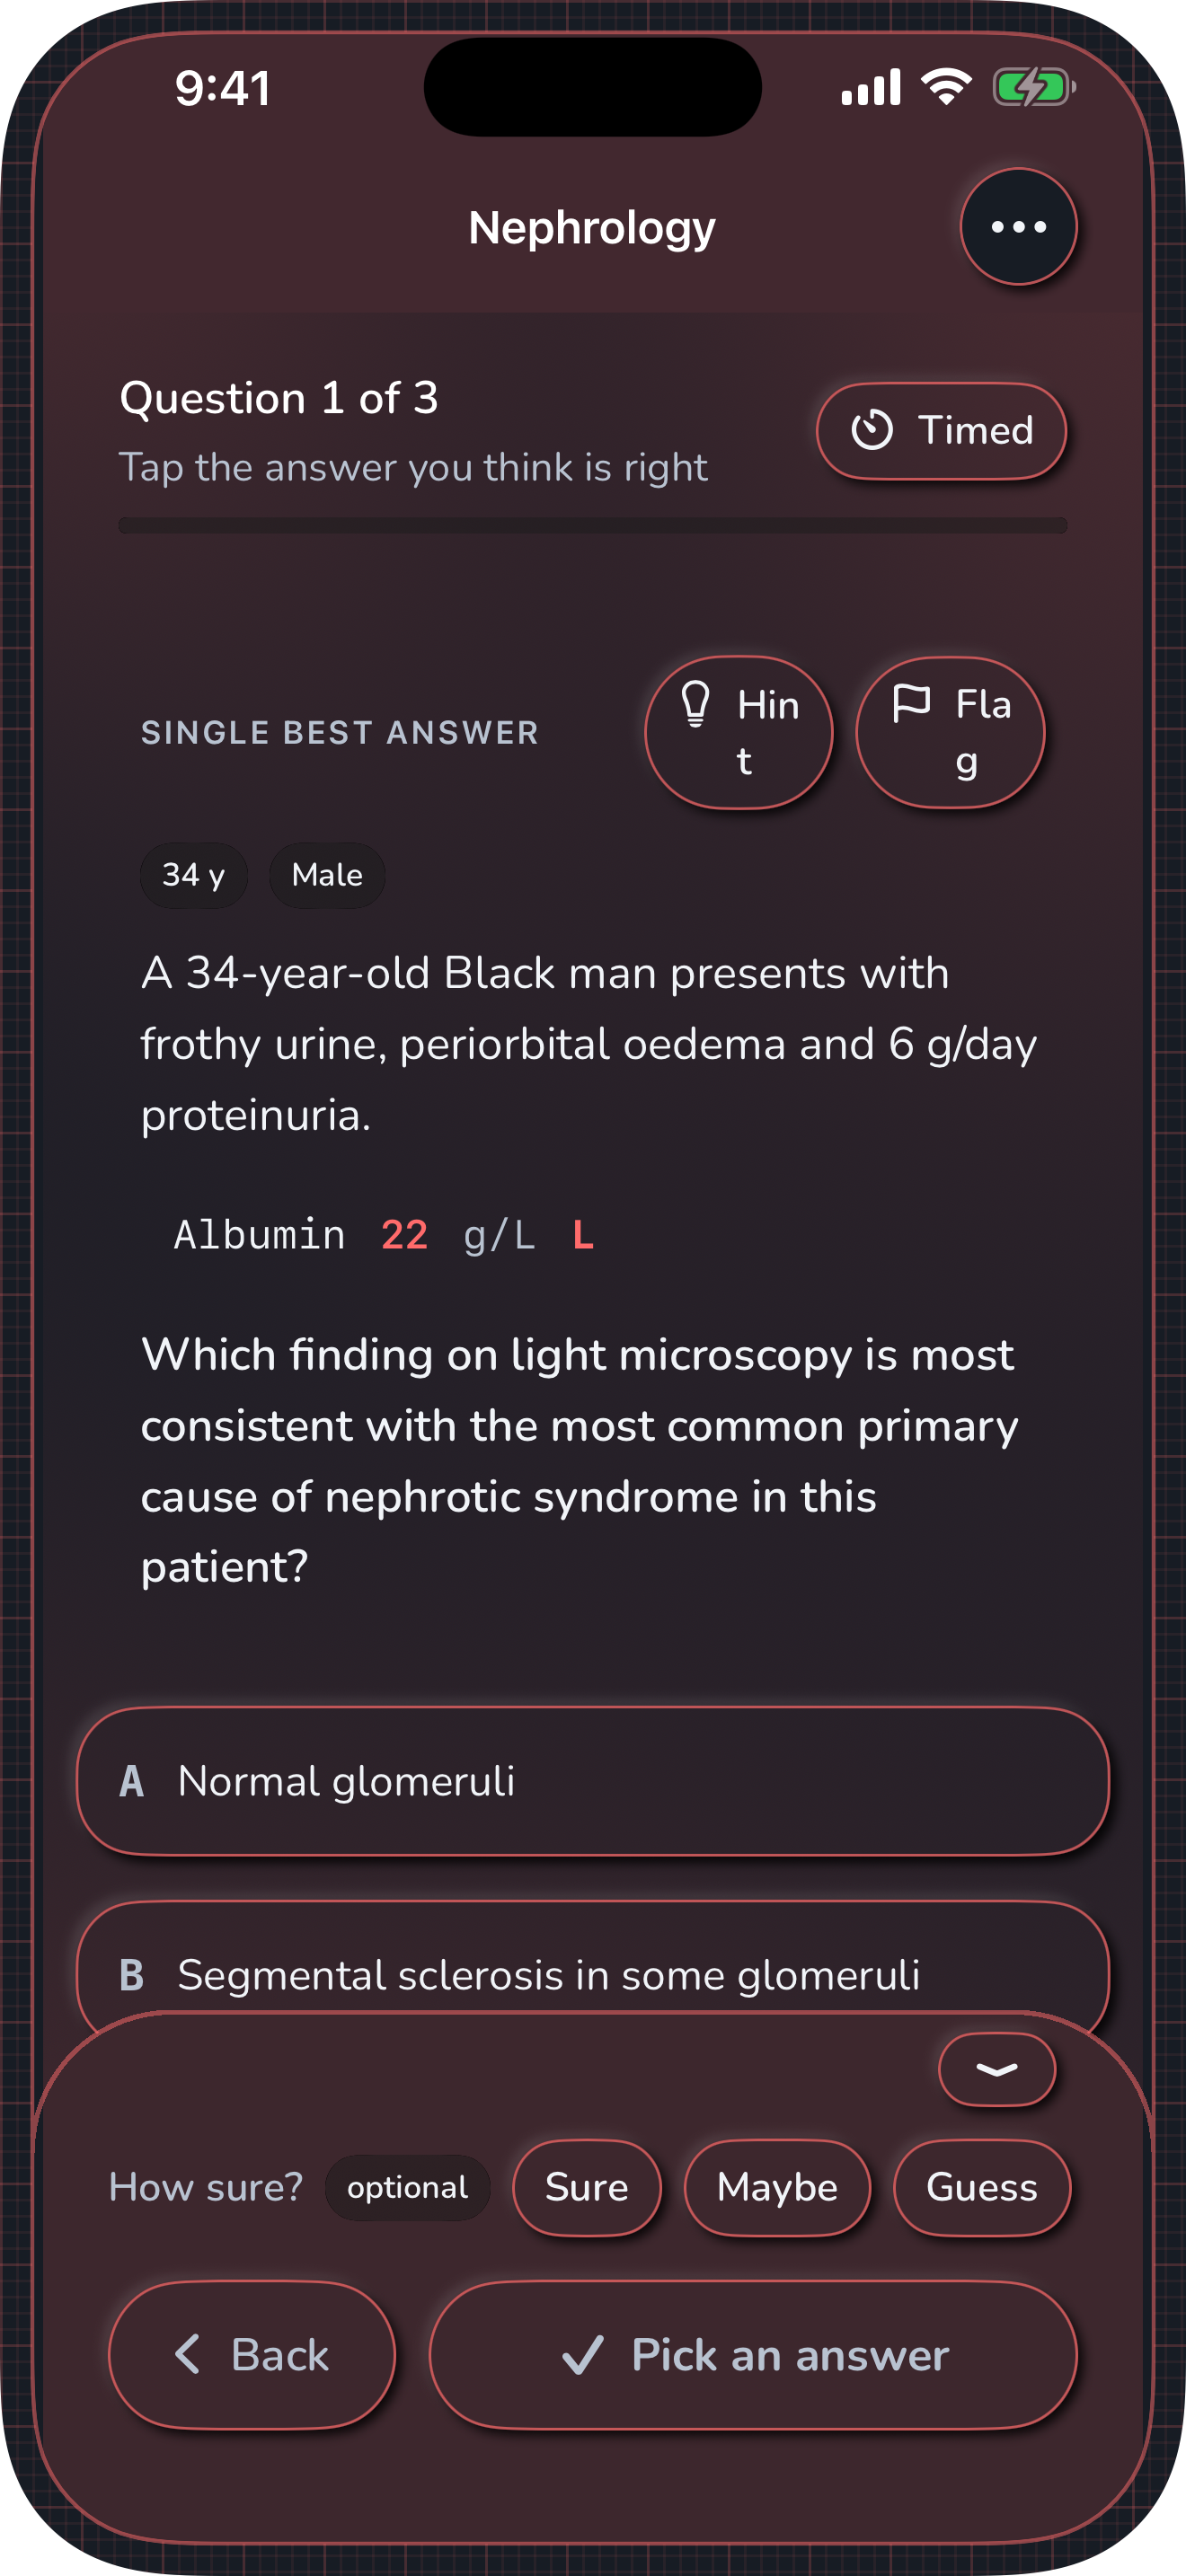 9:41
Nephrology
Question 1 of 3
Tap the answer you think is right
Timed
SINGLE BEST ANSWER
Hin
t
Fla
g
34 y
Male
A 34-year-old Black man presents with
frothy urine, periorbital oedema and 6 g/day
proteinuria.
Albumin 22 g/L L
Which finding on light microscopy is most
consistent with the most common primary
cause of nephrotic syndrome in this
patient?
A Normal glomeruli
B Segmental sclerosis in some glomeruli
How sure? optional Sure Maybe Guess
Back
Pick an answer